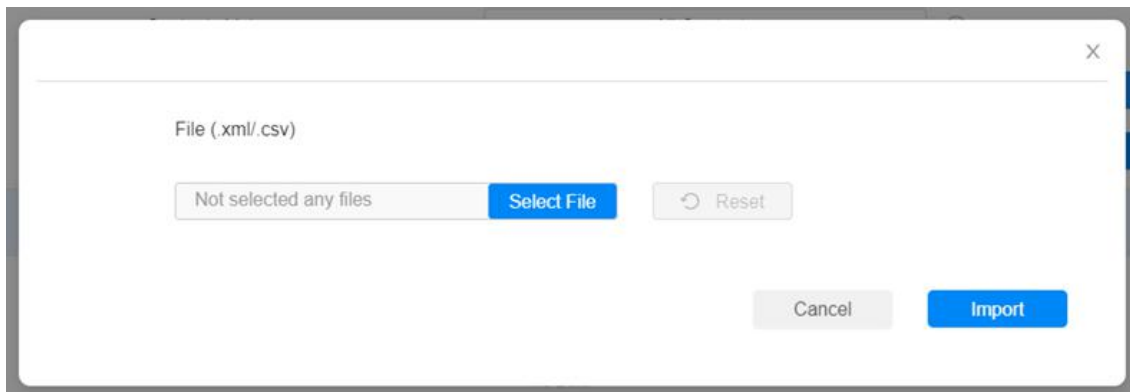 X
File (.xml/.csv)
Not selected any files
Select File
Reset
Cancel
Import